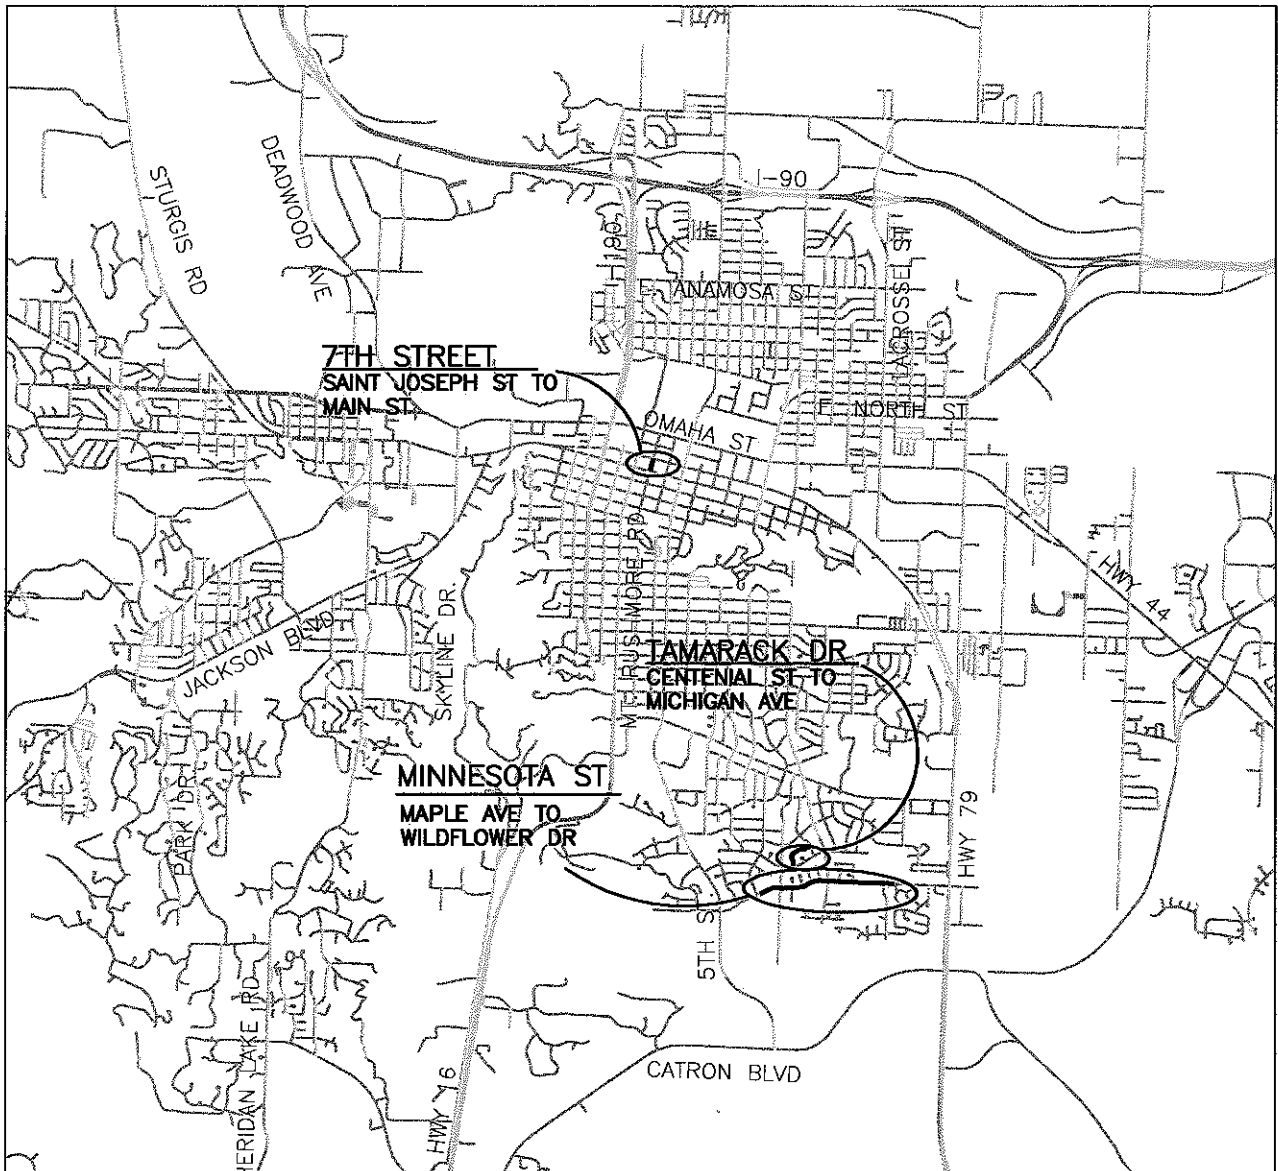 DEADWOOD AVE
STURGIS RD
I-90
I-190
E. ANAMOSA ST
LACROSSE ST
7TH STREET
SAINT JOSEPH ST TO
MAIN ST
E. NORTH ST
OMAHA ST
HWY 44
MT. RUSHMORE RD
SKYLINE DR.
JACKSON BLVD
TAMARACK DR
CENTENIAL ST TO
MICHIGAN AVE
PARK DR
MINNESOTA ST
MAPLE AVE TO
WILDFLOWER DR
HWY 79
5TH S
HERIDAN LAKE RD
HWY 16
CATRON BLVD